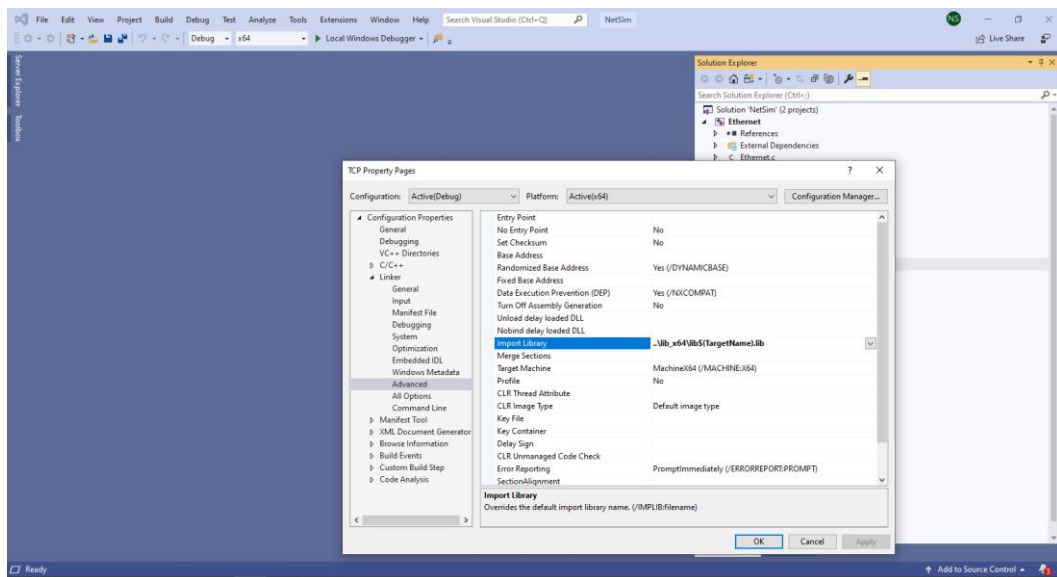 File Edit View Project Build Debug Test Analyze Tools Extensions Window Help Search Visual Studio (Ctrl+Q) NetSim NS
Debug x64 Local Windows Debugger Live Share
Server Explorer
Toolbox
Solution Explorer
Search Solution Explorer (Ctrl+;)
Solution 'NetSim' (2 projects)
Ethernet
References
External Dependencies
Ethernet.c
TCP Property Pages ? ×
Configuration: Active(Debug) Platform: Active(x64) Configuration Manager...
Configuration Properties
General
Debugging
VC++ Directories
C/C++
Linker
General
Input
Manifest File
Debugging
System
Optimization
Embedded IDL
Windows Metadata
Advanced
All Options
Command Line
Manifest Tool
XML Document Generator
Browse Information
Build Events
Custom Build Step
Code Analysis
Entry Point
No Entry Point No
Set Checksum No
Base Address
Randomized Base Address Yes (/DYNAMICBASE)
Fixed Base Address
Data Execution Prevention (DEP) Yes (/NXCOMPAT)
Turn Off Assembly Generation No
Unload delay loaded DLL
Nobind delay loaded DLL
Import Library ..\lib_x64\lib$(TargetName).lib
Merge Sections
Target Machine MachineX64 (/MACHINE:X64)
Profile No
CLR Thread Attribute
CLR Image Type Default image type
Key File
Key Container
Delay Sign
CLR Unmanaged Code Check
Error Reporting PromptImmediately (/ERRORREPORT:PROMPT)
SectionAlignment
Import Library
Overrides the default import library name. (/IMPLIB:filename)
OK Cancel Apply
Ready Add to Source Control